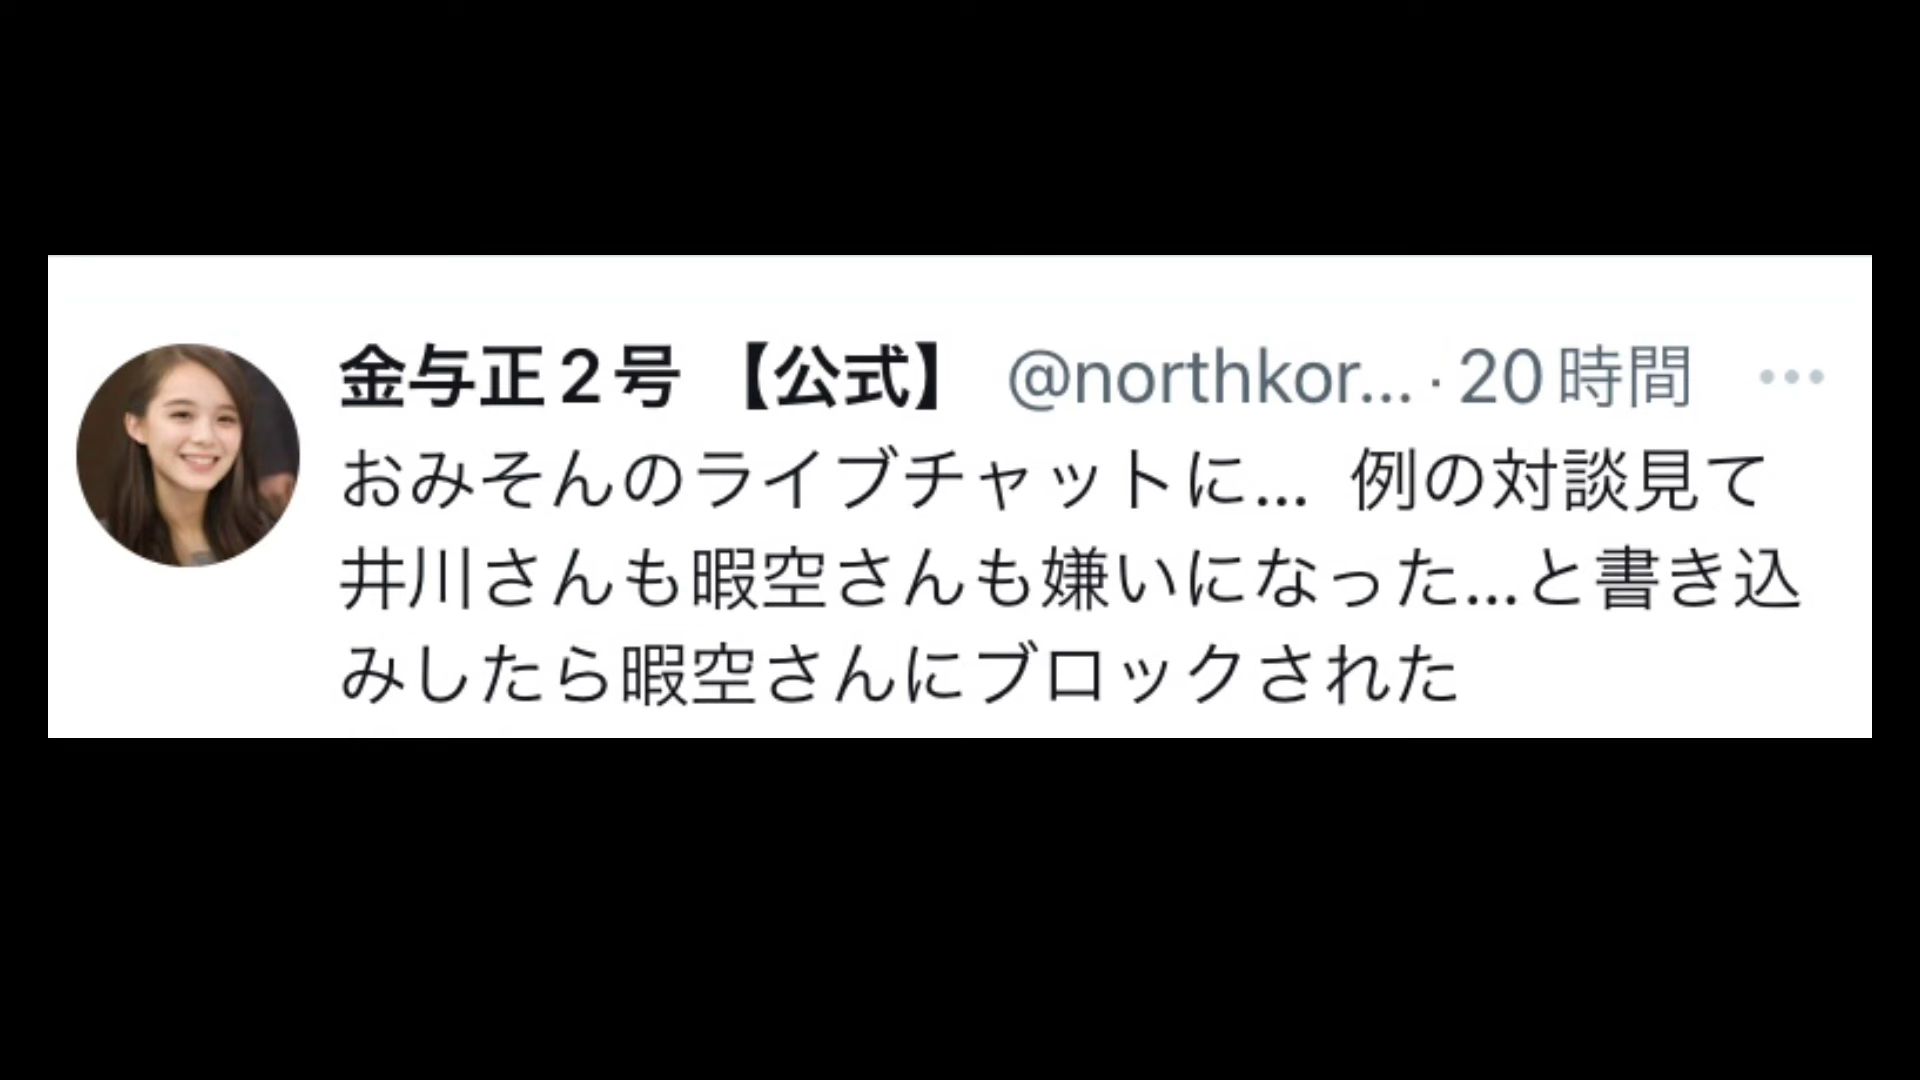 金与正2号 【公式】 @northkor... · 20時間 …
おみそんのライブチャットに… 例の対談見て
井川さんも暇空さんも嫌いになった…と書き込
みしたら暇空さんにブロックされた